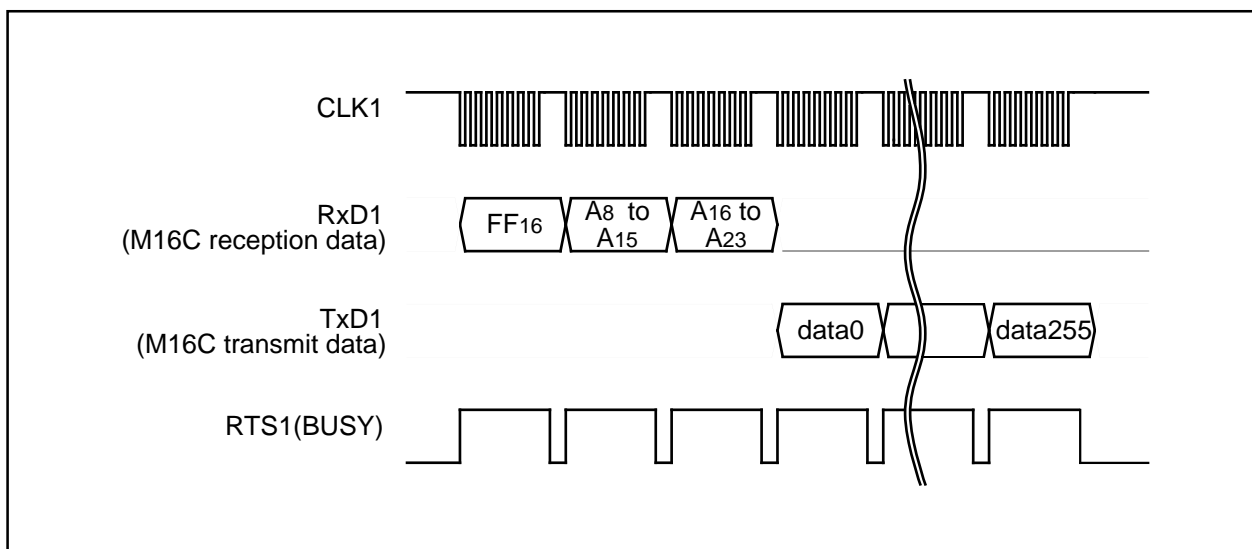 CLK1
RxD1
(M16C reception data)
FF16
A8 to
A15
A16 to
A23
TxD1
(M16C transmit data)
data0
data255
RTS1(BUSY)